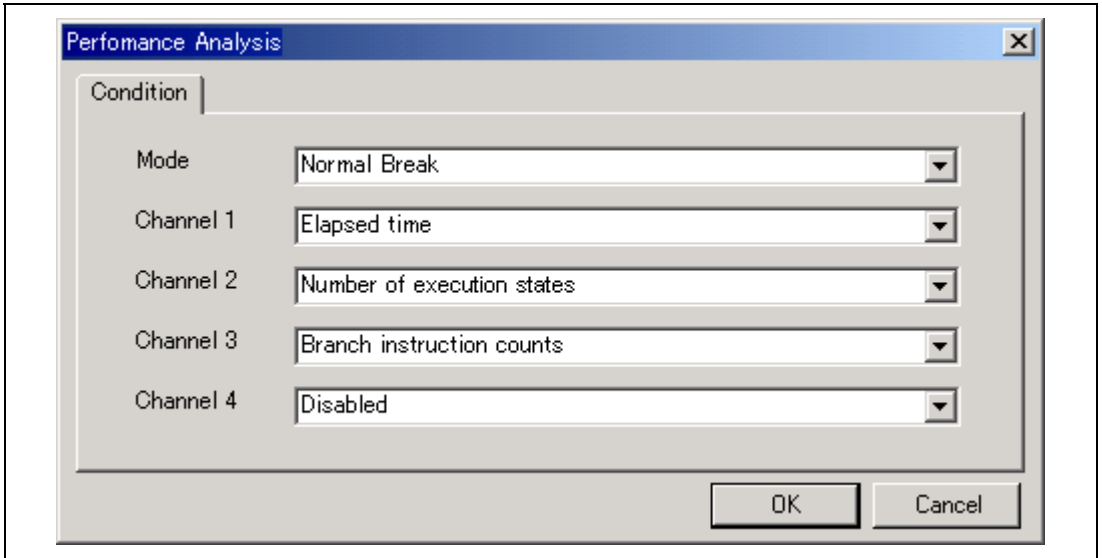 Perfomance Analysis
Condition
Mode Normal Break
Channel 1 Elapsed time
Channel 2 Number of execution states
Channel 3 Branch instruction counts
Channel 4 Disabled
OK Cancel